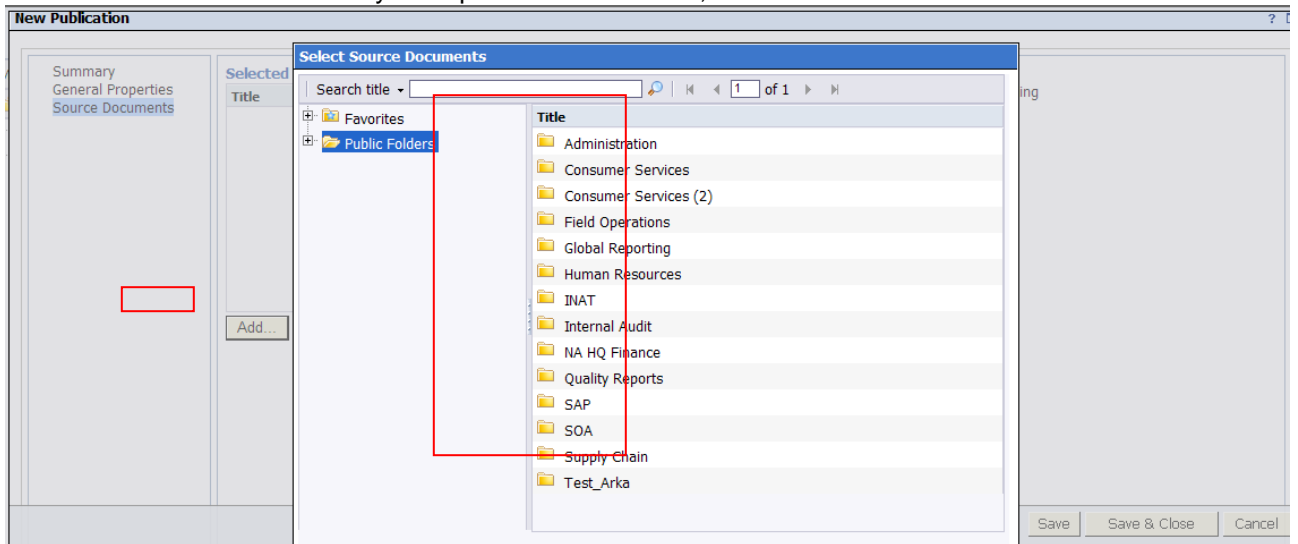 New Publication ?
Summary
General Properties
Source Documents
Selected
Title
Add...
Select Source Documents
Search title 1 of 1
Favorites
Public Folders
Title
Administration
Consumer Services
Consumer Services (2)
Field Operations
Global Reporting
Human Resources
INAT
Internal Audit
NA HQ Finance
Quality Reports
SAP
SOA
Supply Chain
Test_Arka
ing
Save Save & Close Cancel